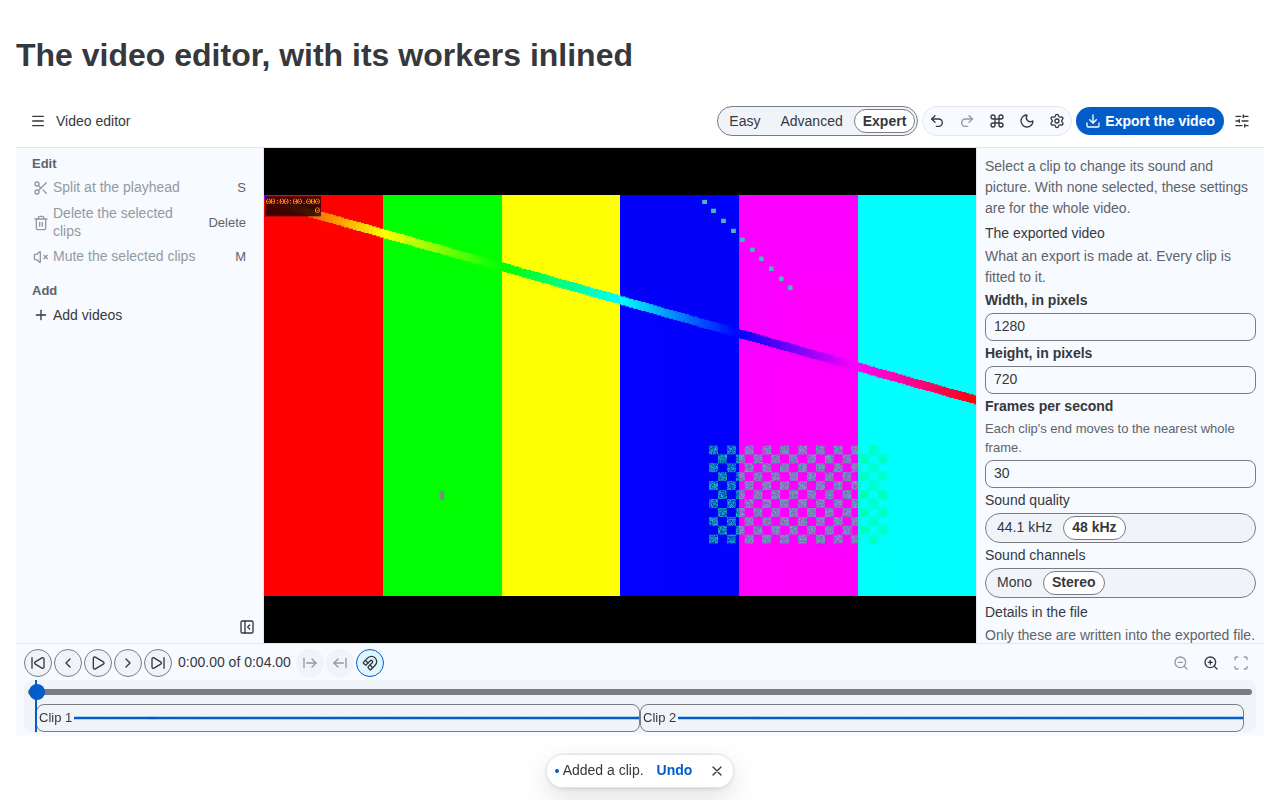 The video editor, with its workers inlined
Video editor
Easy Advanced Expert
Export the video
Edit
Split at the playhead S
Delete the selected clips Delete
Mute the selected clips M
Add
Add videos
00:00:00.000
0
Select a clip to change its sound and
picture. With none selected, these settings
are for the whole video.
The exported video
What an export is made at. Every clip is
fitted to it.
Width, in pixels
1280
Height, in pixels
720
Frames per second
Each clip's end moves to the nearest whole
frame.
30
Sound quality
44.1 kHz 48 kHz
Sound channels
Mono Stereo
Details in the file
Only these are written into the exported file.
0:00.00 of 0:04.00
Clip 1 Clip 2
Added a clip. Undo